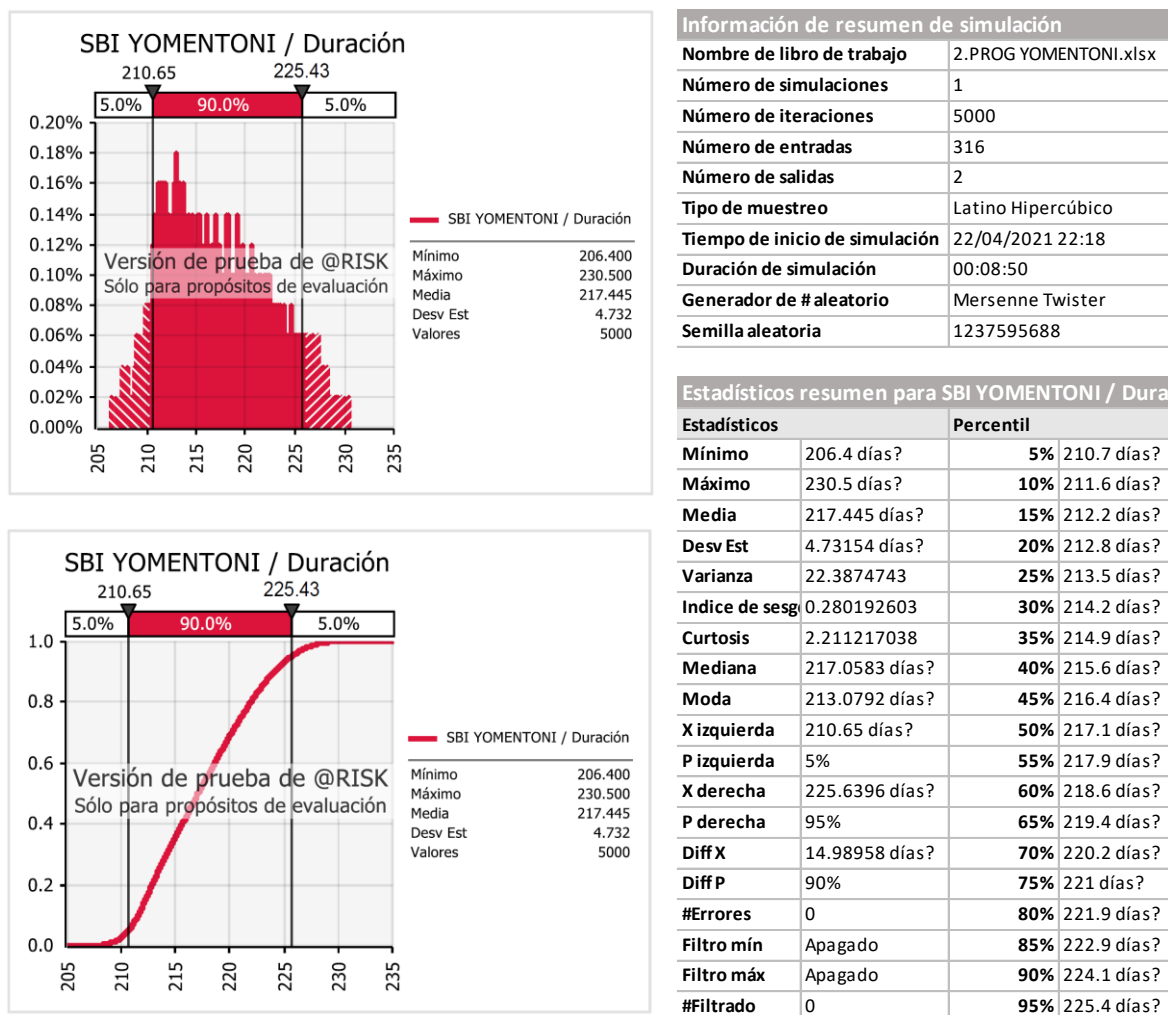 SBI YOMENTONI / Duración
210.65 225.43
5.0% 90.0% 5.0%
0.20%
0.18%
0.16%
0.14%
0.12%
0.10%
0.08%
0.06%
0.04%
0.02%
0.00%
205 210 215 220 225 230 235
Versión de prueba de @RISK
Sólo para propósitos de evaluación
SBI YOMENTONI / Duración
Mínimo 206.400
Máximo 230.500
Media 217.445
Desv Est 4.732
Valores 5000
SBI YOMENTONI / Duración
210.65 225.43
5.0% 90.0% 5.0%
1.0
0.8
0.6
0.4
0.2
0.0
205 210 215 220 225 230 235
Versión de prueba de @RISK
Sólo para propósitos de evaluación
SBI YOMENTONI / Duración
Mínimo 206.400
Máximo 230.500
Media 217.445
Desv Est 4.732
Valores 5000
Información de resumen de simulación
Nombre de libro de trabajo 2.PROG YOMENTONI.xlsx
Número de simulaciones 1
Número de iteraciones 5000
Número de entradas 316
Número de salidas 2
Tipo de muestreo Latino Hipercúbico
Tiempo de inicio de simulación 22/04/2021 22:18
Duración de simulación 00:08:50
Generador de # aleatorio Mersenne Twister
Semilla aleatoria 1237595688
Estadísticos resumen para SBI YOMENTONI / Dura
Estadísticos Percentil
Mínimo 206.4 días? 5% 210.7 días?
Máximo 230.5 días? 10% 211.6 días?
Media 217.445 días? 15% 212.2 días?
Desv Est 4.73154 días? 20% 212.8 días?
Varianza 22.3874743 25% 213.5 días?
Indice de sesg 0.280192603 30% 214.2 días?
Curtosis 2.211217038 35% 214.9 días?
Mediana 217.0583 días? 40% 215.6 días?
Moda 213.0792 días? 45% 216.4 días?
X izquierda 210.65 días? 50% 217.1 días?
P izquierda 5% 55% 217.9 días?
X derecha 225.6396 días? 60% 218.6 días?
P derecha 95% 65% 219.4 días?
Diff X 14.98958 días? 70% 220.2 días?
Diff P 90% 75% 221 días?
#Errores 0 80% 221.9 días?
Filtro mín Apagado 85% 222.9 días?
Filtro máx Apagado 90% 224.1 días?
#Filtrado 0 95% 225.4 días?